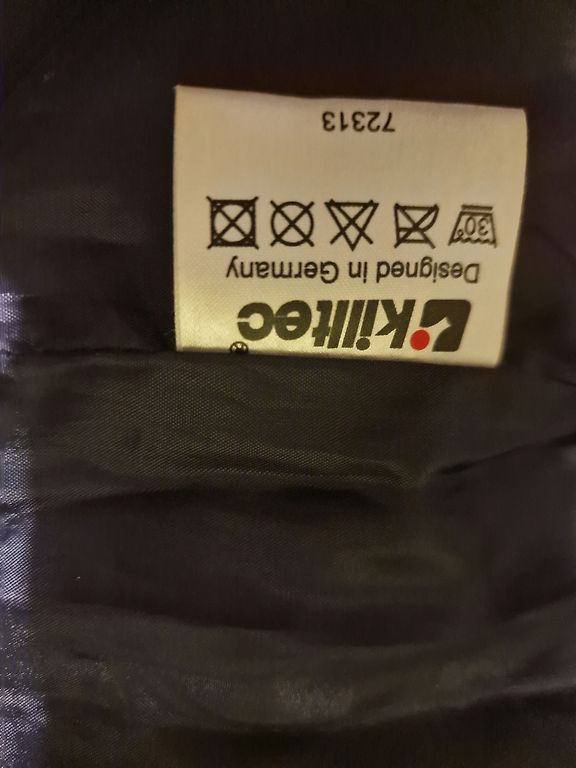 killtec®
Designed in Germany
30°
72313